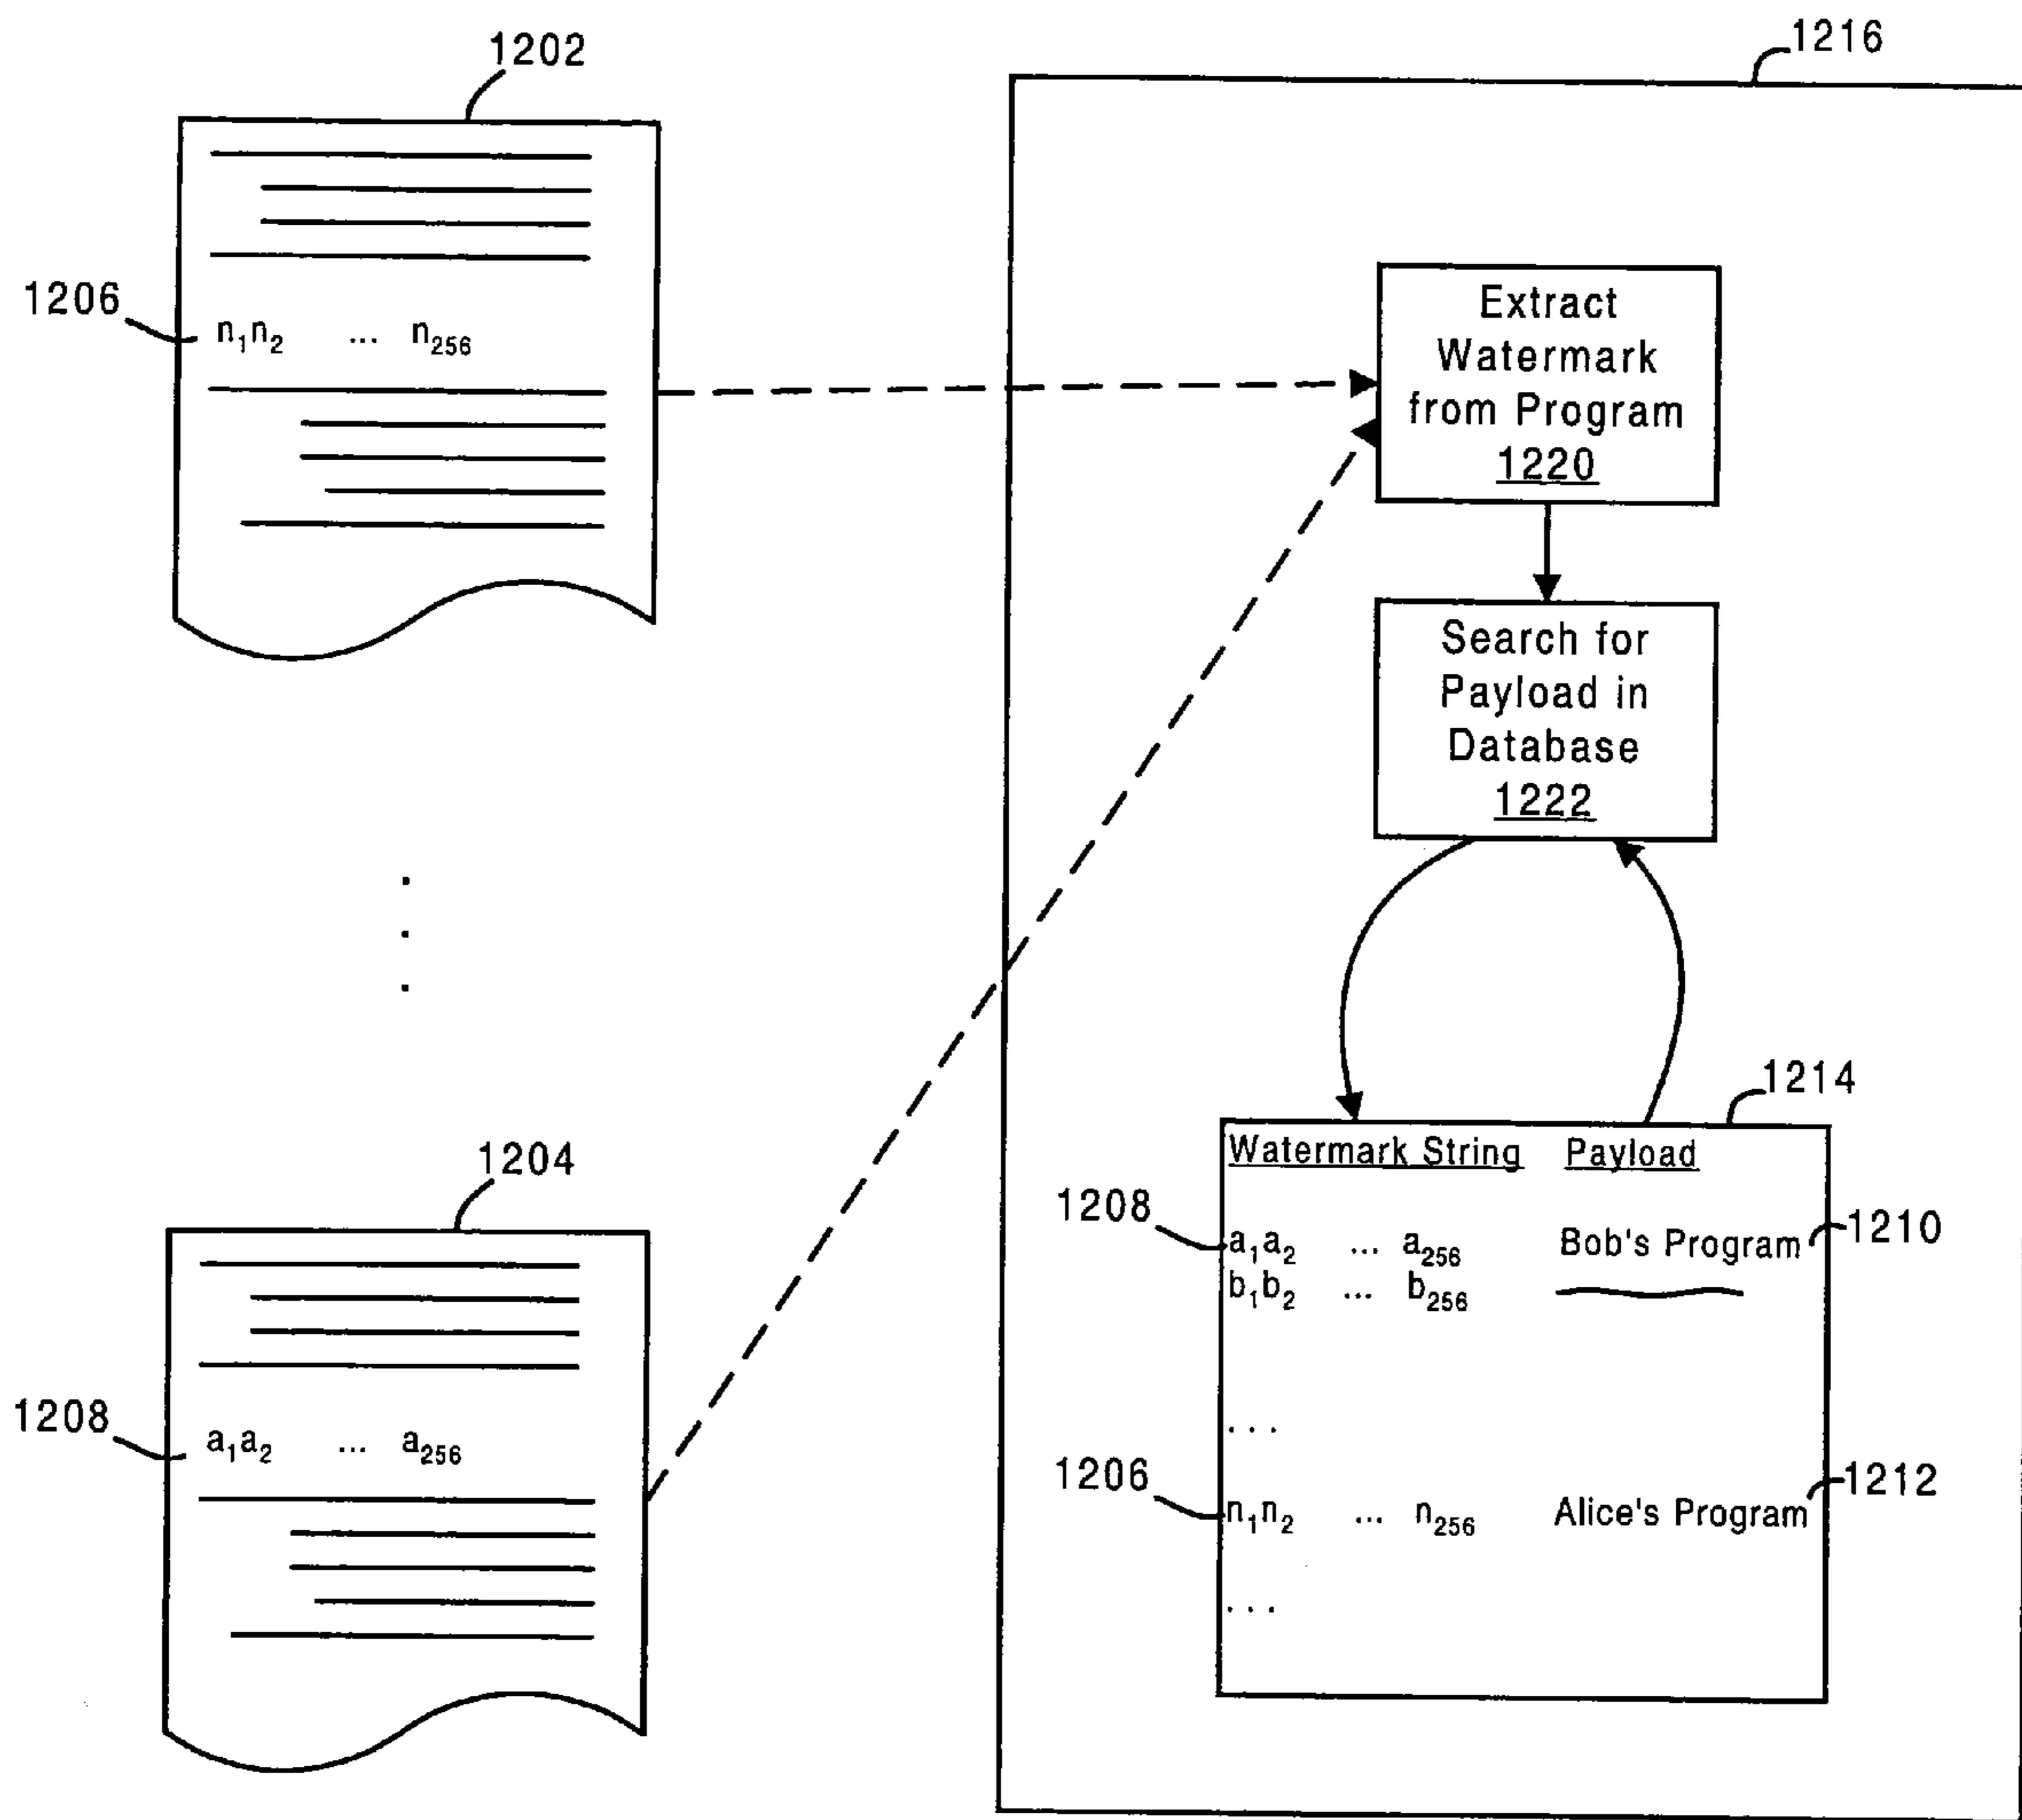 1202
1216
1206
n₁n₂ ... n₂₅₆
Extract
Watermark
from Program
1220
Search for
Payload in
Database
1222
1204
1208
a₁a₂ ... a₂₅₆
1214
Watermark String Payload
1208
a₁a₂ ... a₂₅₆ Bob's Program
1210
b₁b₂ ... b₂₅₆
...
1206
n₁n₂ ... n₂₅₆ Alice's Program
1212
...